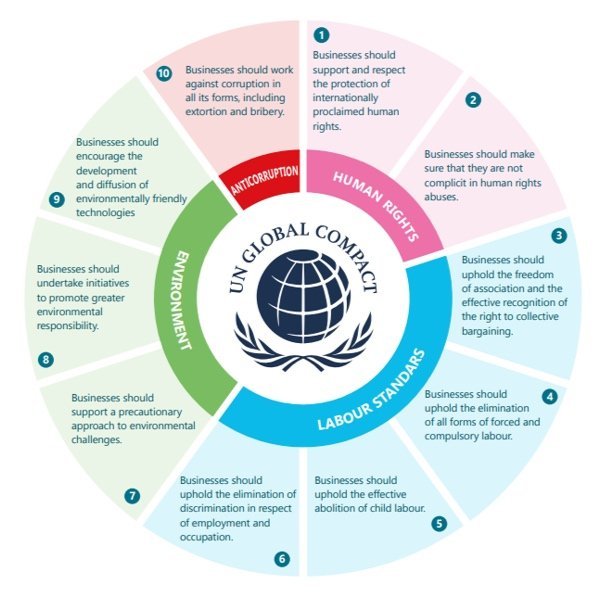 1
Businesses should
support and respect
the protection of
internationally
proclaimed human
rights.
2
Businesses should make
sure that they are not
complicit in human rights
abuses.
3
Businesses should
uphold the freedom
of association and the
effective recognition of
the right to collective
bargaining.
4
Businesses should
uphold the elimination
of all forms of forced and
compulsory labour.
5
Businesses should
uphold the effective
abolition of child labour.
6
Businesses should
uphold the elimination of
discrimination in respect
of employment and
occupation.
7
Businesses should
support a precautionary
approach to environmental
challenges.
8
Businesses should
undertake initiatives
to promote greater
environmental
responsibility.
9
Businesses should
encourage the
development
and diffusion of
environmentally friendly
technologies
10
Businesses should work
against corruption in
all its forms, including
extortion and bribery.
HUMAN RIGHTS
LABOUR STANDARS
ENVIRONMENT
ANTICORRUPTION
UN GLOBAL COMPACT